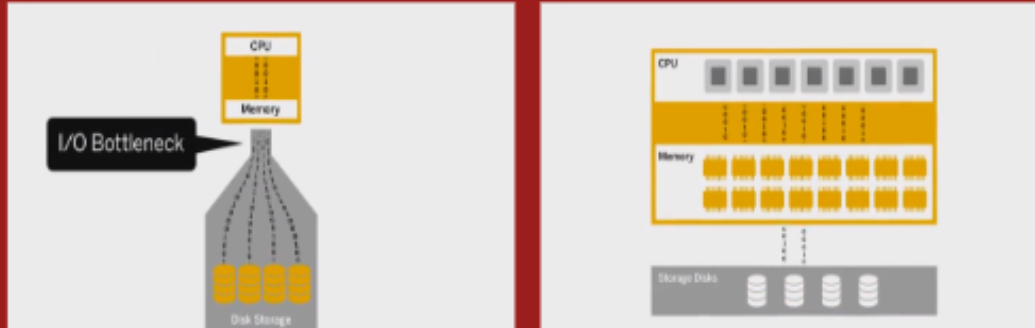 CPU
Memory
I/O Bottleneck
Disk Storage
CPU
Memory
Storage Disks